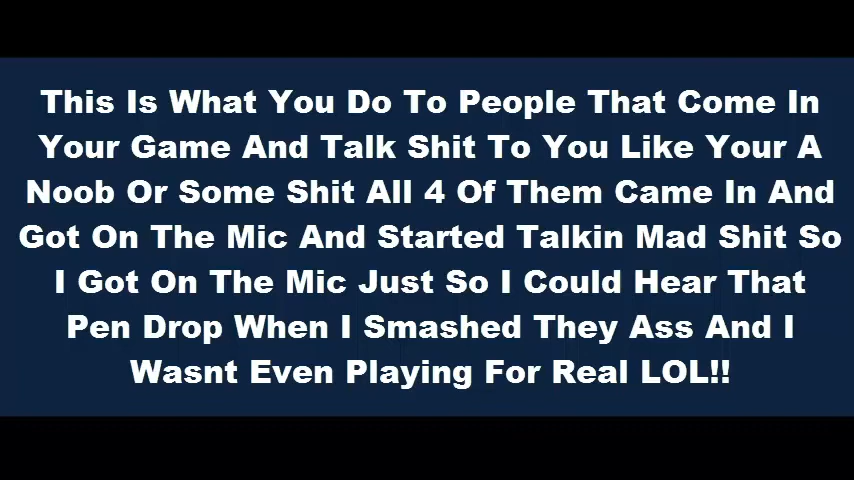 This Is What You Do To People That Come In
Your Game And Talk Shit To You Like Your A
Noob Or Some Shit All 4 Of Them Came In And
Got On The Mic And Started Talkin Mad Shit So
I Got On The Mic Just So I Could Hear That
Pen Drop When I Smashed They Ass And I
Wasnt Even Playing For Real LOL!!